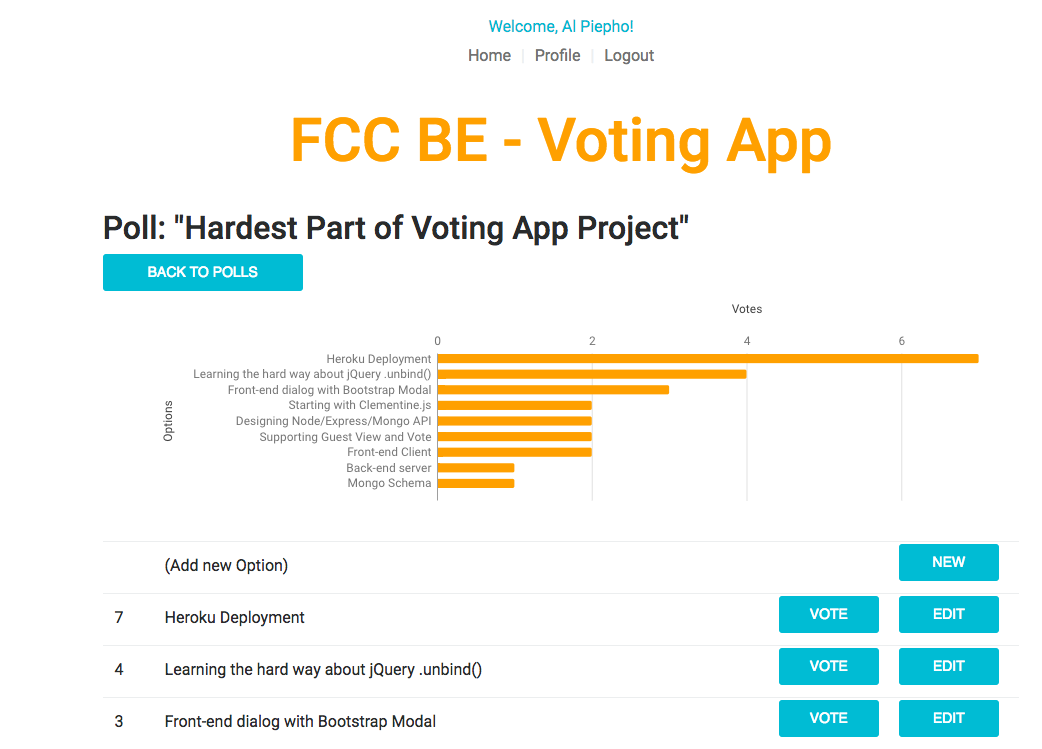 Welcome, Al Piepho!
Home | Profile | Logout
FCC BE - Voting App
Poll: "Hardest Part of Voting App Project"
BACK TO POLLS
Votes
0 2 4 6
Heroku Deployment
Learning the hard way about jQuery .unbind()
Front-end dialog with Bootstrap Modal
Starting with Clementine.js
Designing Node/Express/Mongo API
Supporting Guest View and Vote
Front-end Client
Back-end server
Mongo Schema
Options
(Add new Option) NEW
7 Heroku Deployment VOTE EDIT
4 Learning the hard way about jQuery .unbind() VOTE EDIT
3 Front-end dialog with Bootstrap Modal VOTE EDIT